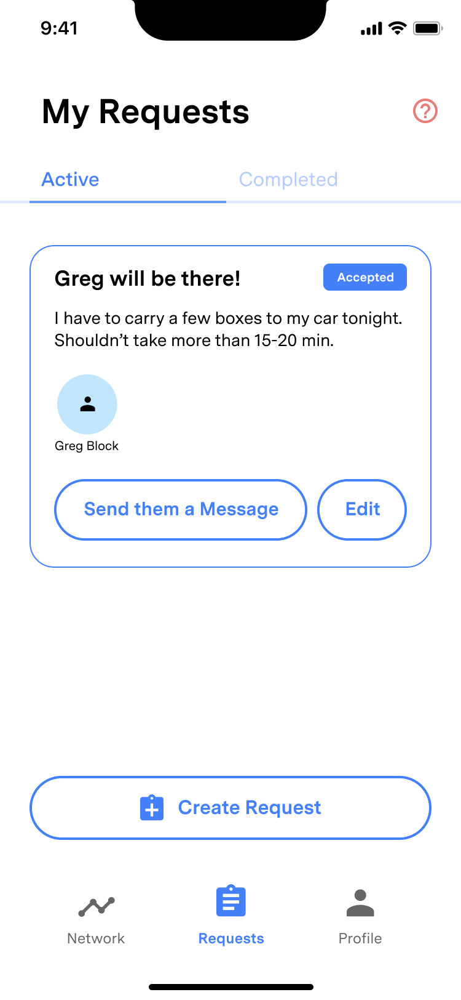 9:41
My Requests
Active
Completed
Greg will be there!
Accepted
I have to carry a few boxes to my car tonight.
Shouldn’t take more than 15-20 min.
Greg Block
Send them a Message
Edit
Create Request
Network
Requests
Profile